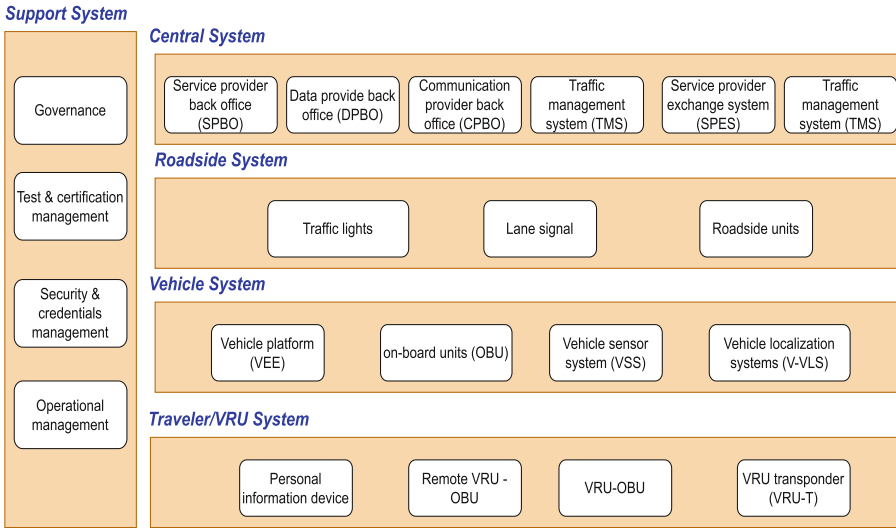 Support System
Governance
Test & certification
management
Security &
credentials
management
Operational
management
Central System
Service provider
back office
(SPBO)
Data provide back
office (DPBO)
Communication
provider back
office (CPBO)
Traffic
management
system (TMS)
Service provider
exchange system
(SPES)
Traffic
management
system (TMS)
Roadside System
Traffic lights
Lane signal
Roadside units
Vehicle System
Vehicle platform
(VEE)
on-board units (OBU)
Vehicle sensor
system (VSS)
Vehicle localization
systems (V-VLS)
Traveler/VRU System
Personal
information device
Remote VRU -
OBU
VRU-OBU
VRU transponder
(VRU-T)